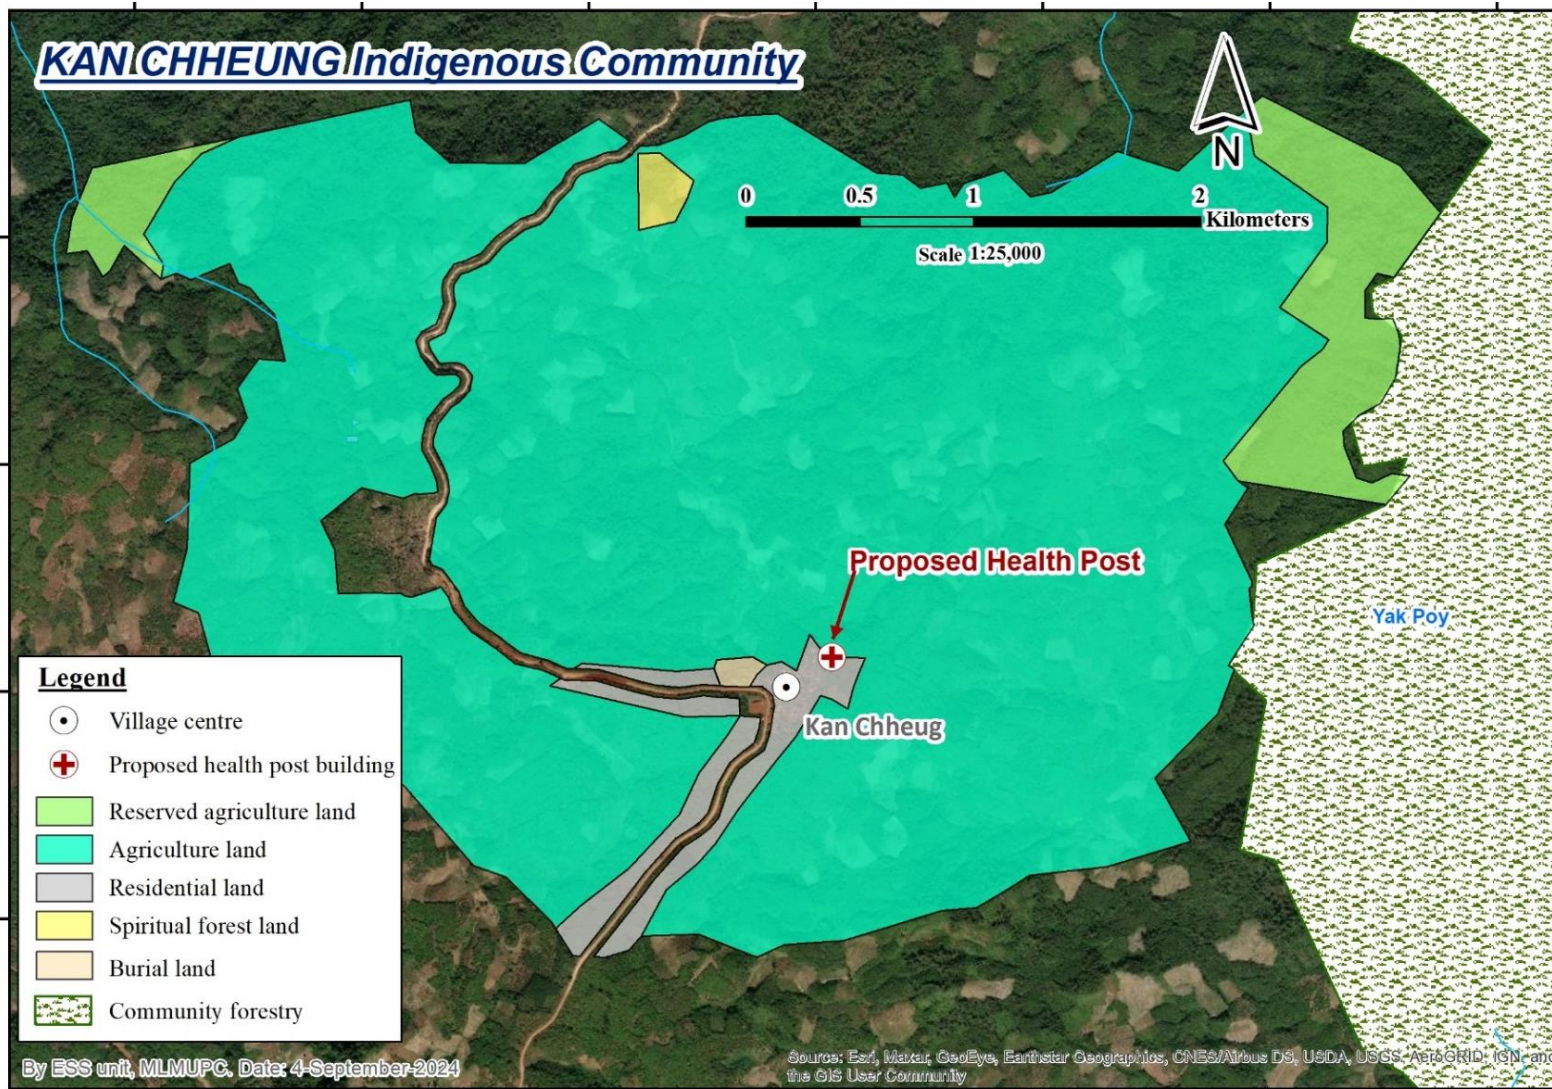 KAN CHHEUNG Indigenous Community
N
0 0.5 1 2
Kilometers
Scale 1:25,000
Proposed Health Post
Yak Poy
Kan Chheug
Legend
Village centre
Proposed health post building
Reserved agriculture land
Agriculture land
Residential land
Spiritual forest land
Burial land
Community forestry
By ESS unit, MLMUPC. Date: 4-September-2024
Source: Esri, Maxar, GeoEye, Earthstar Geographics, CNES/Airbus DS, USDA, USGS, AeroGRID, IGN, and
the GIS User Community